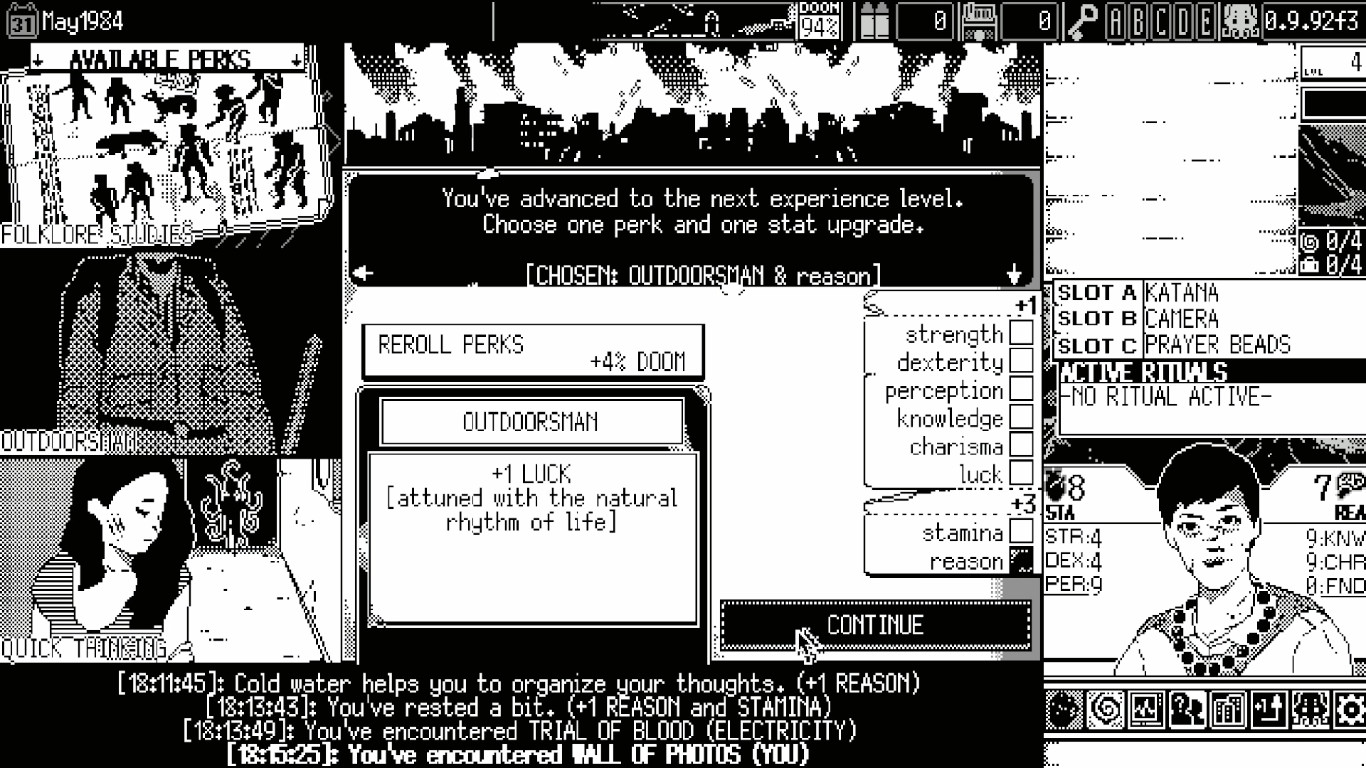 31 May1984
DOOM
94%
0
0
A B C D E
0.9.92f3
AVAILABLE PERKS
FOLKLORE STUDIES
OUTDOORSMAN
QUICK THINKING
You've advanced to the next experience level.
Choose one perk and one stat upgrade.
[CHOSEN: OUTDOORSMAN & reason]
REROLL PERKS
+4% DOOM
OUTDOORSMAN
+1 LUCK
[attuned with the natural
rhythm of life]
+1
strength
dexterity
perception
knowledge
charisma
luck
+3
stamina
reason
CONTINUE
LVL 4
0/4
0/4
SLOT A KATANA
SLOT B CAMERA
SLOT C PRAYER BEADS
ACTIVE RITUALS
-NO RITUAL ACTIVE-
8
STA
7
REA
STR:4
DEX:4
PER:9
9:KNW
9:CHR
0:FND
[18:11:45]: Cold water helps you to organize your thoughts. (+1 REASON)
[18:13:43]: You've rested a bit. (+1 REASON and STAMINA)
[18:13:49]: You've encountered TRIAL OF BLOOD (ELECTRICITY)
[18:15:25]: You've encountered WALL OF PHOTOS (YOU)